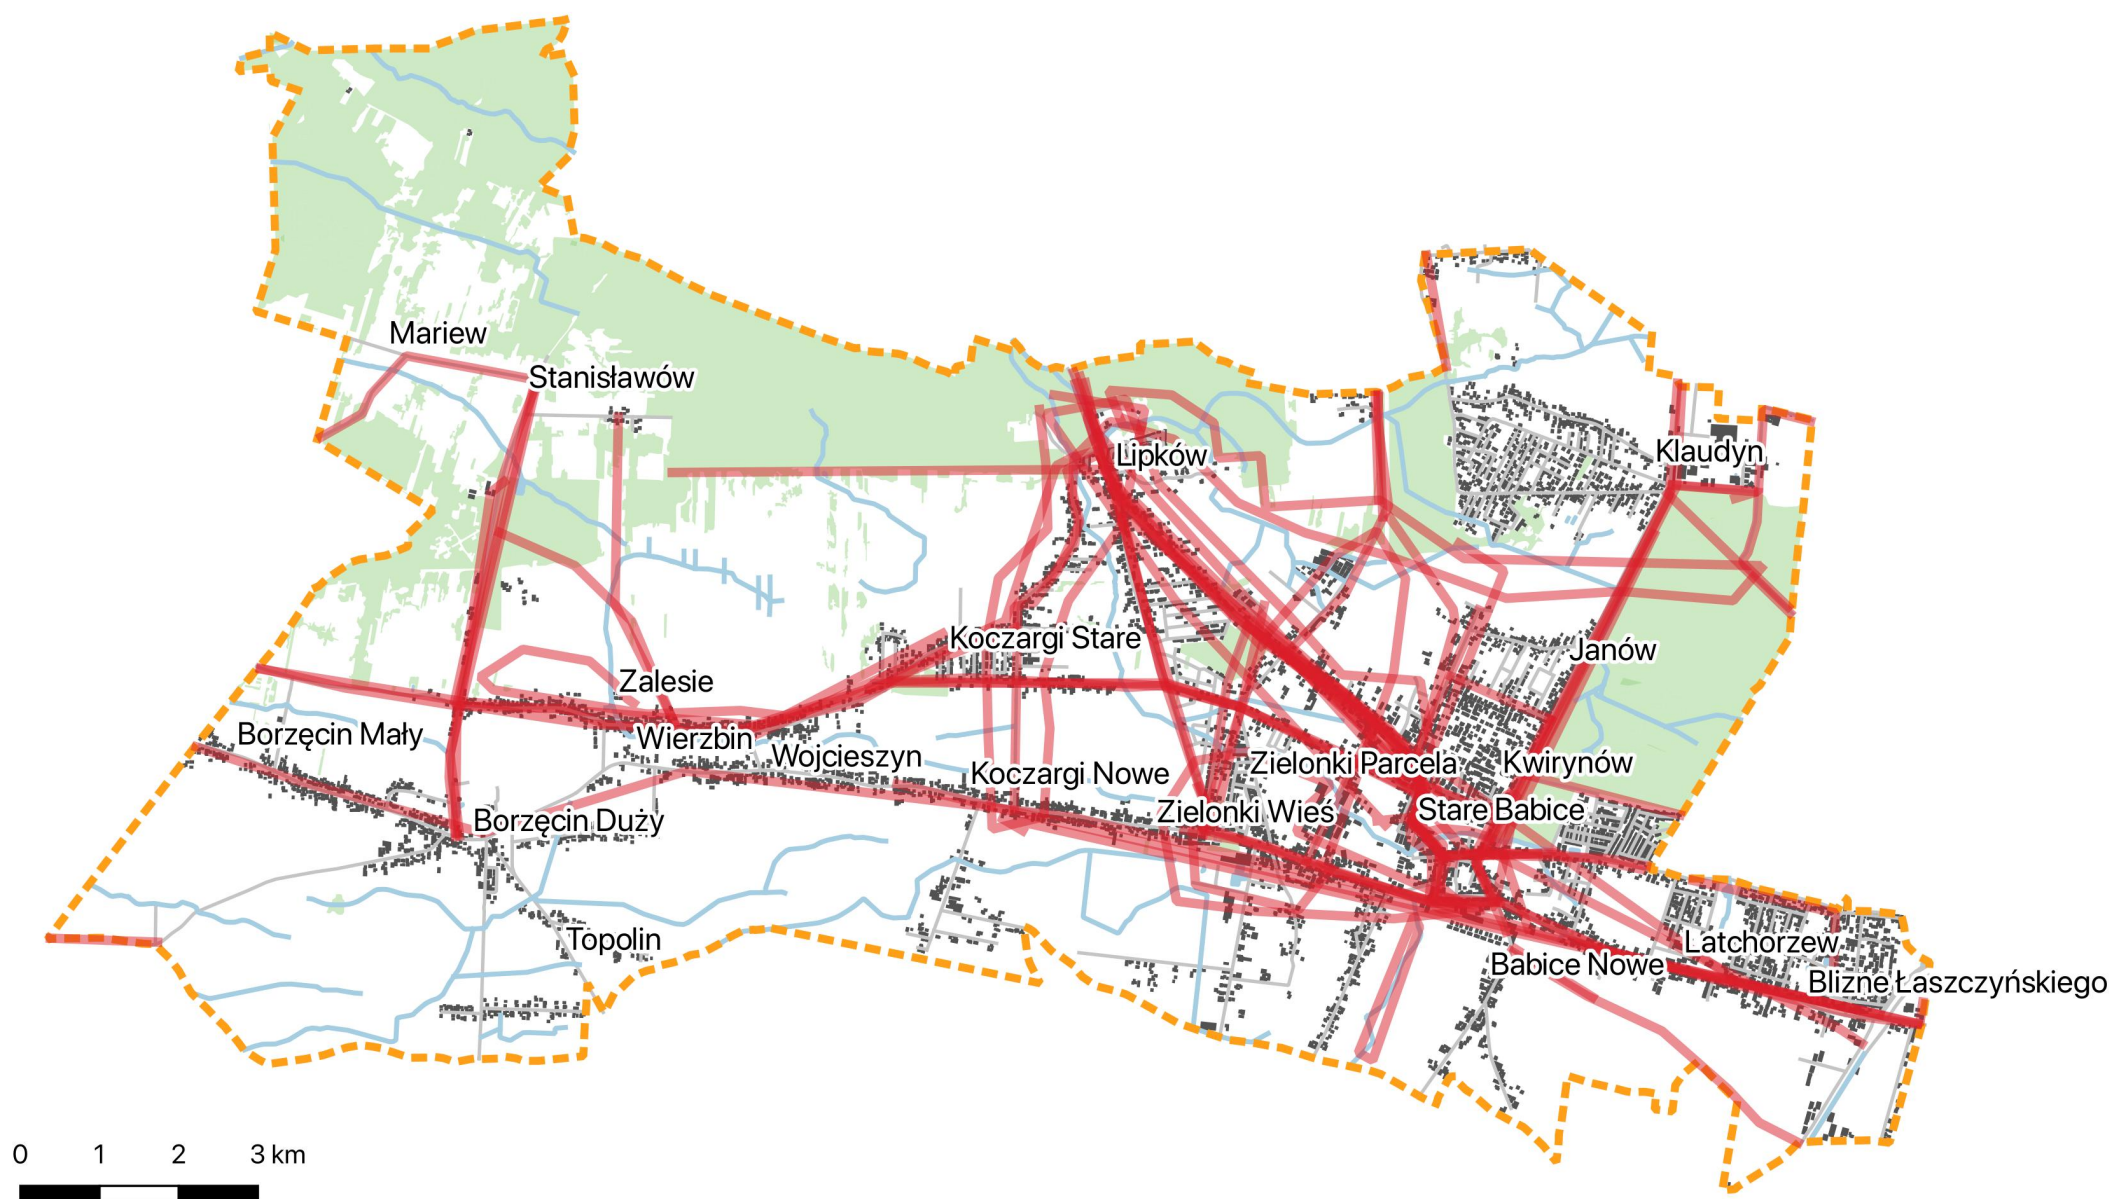 Mariew
Stanisławów
Lipków
Klaudyn
Koczargi Stare
Janów
Zalesie
Borzęcin Mały
Wierzbin
Wojcieszyn
Koczargi Nowe
Zielonki Parcela
Kwirynów
Borzęcin Duży
Zielonki Wieś
Stare Babice
Topolin
Latchorzew
Babice Nowe
Blizne Łaszczyńskiego
0 1 2 3 km